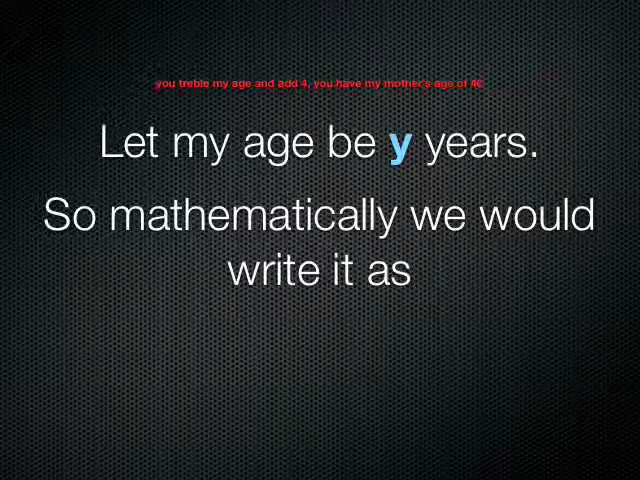 you treble my age and add 4, you have my mother's age of 40
Let my age be y years.
So mathematically we would
write it as